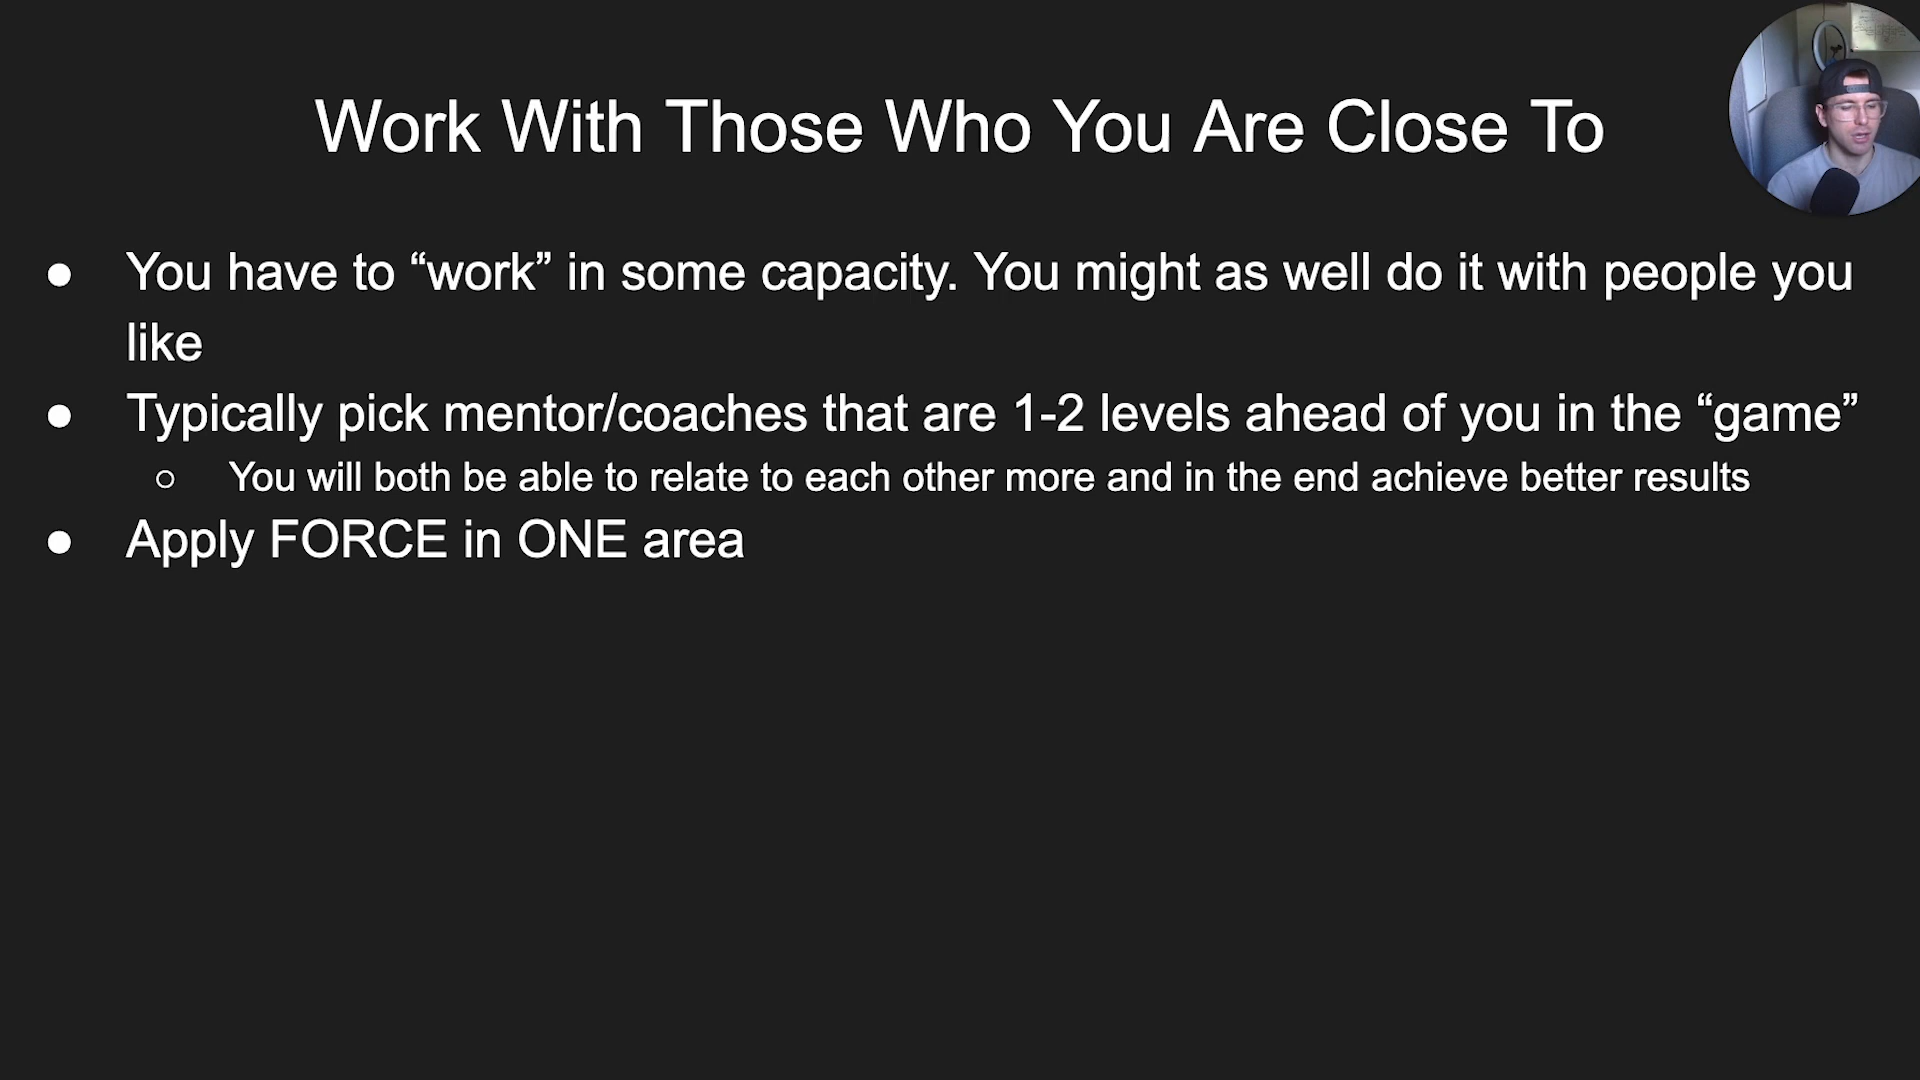 Work With Those Who You Are Close To
● You have to “work” in some capacity. You might as well do it with people you
like
● Typically pick mentor/coaches that are 1-2 levels ahead of you in the “game”
○ You will both be able to relate to each other more and in the end achieve better results
● Apply FORCE in ONE area